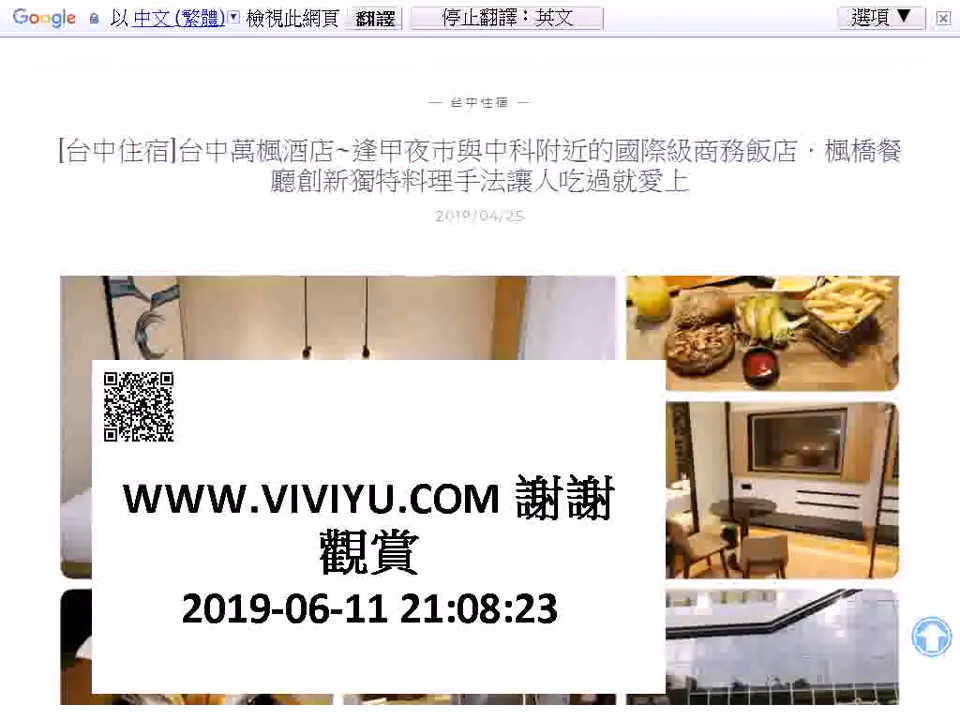 Google 以 中文 (繁體) 檢視此網頁 翻譯 停止翻譯：英文 選項 ▼
— 台中住宿 —
[台中住宿]台中萬楓酒店~逢甲夜市與中科附近的國際級商務飯店．楓橋餐
廳創新獨特料理手法讓人吃過就愛上
2019/04/25
WWW.VIVIYU.COM 謝謝
觀賞
2019-06-11 21:08:23